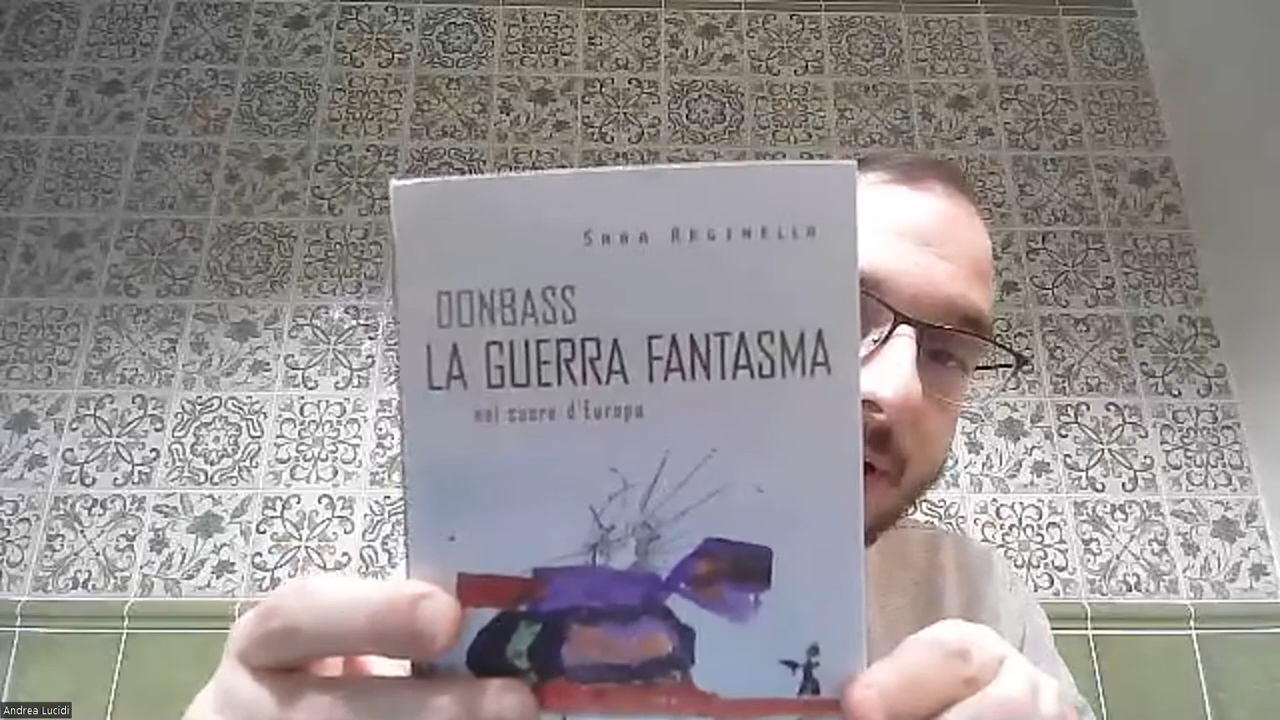 Sara Reginella
DONBASS
LA GUERRA FANTASMA
nel cuore d'Europa
Andrea Lucidi